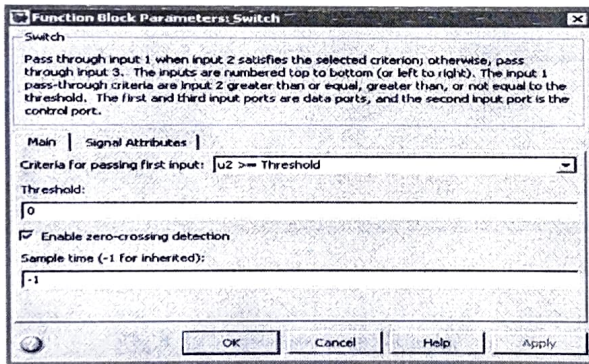 Function Block Parameters: Switch
Switch
Pass through input 1 when input 2 satisfies the selected criterion; otherwise, pass
through input 3. The inputs are numbered top to bottom (or left to right). The input 1
pass-through criteria are input 2 greater than or equal, greater than, or not equal to the
threshold. The first and third input ports are data ports, and the second input port is the
control port.
Main Signal Attributes
Criteria for passing first input: u2 >= Threshold
Threshold:
0
Enable zero-crossing detection
Sample time (-1 for inherited):
-1
OK Cancel Help Apply